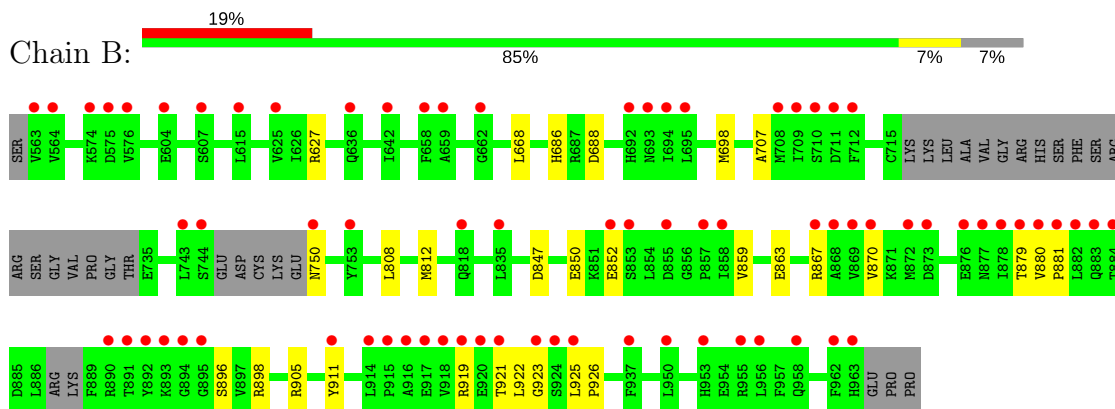 19%
Chain B:
85% 7% 7%
SER V563 V564 K574 D575 V576 E604 S607 L615 V625 I626 R627 Q636 I642 F658 A659 G662 L668 H686 R687 D688 H692 N693 I694 L695 M698 A707 M708 I709 S710 D711 F712 C715 LYS LYS LEU ALA VAL GLY ARG HIS SER PHE SER ARG
ARG SER GLY VAL PRO GLY THR E735 L743 S744 GLU ASP CYS LYS GLU N750 Y753 L808 M812 Q818 L835 D847 E850 K851 E852 S853 L854 D855 G856 P857 I858 V859 E863 R867 A868 V869 V870 K871 M872 D873 E876 N877 I878 T879 V880 P881 L882 Q883 T884
D885 L886 ARG LYS F889 R890 T891 Y892 K893 G894 G895 S896 V897 R898 R905 Y911 L914 P915 A916 E917 V918 R919 E920 T921 L922 G923 S924 L925 P926 F937 L950 H953 E954 R955 L956 F957 Q958 F962 H963 GLU PRO PRO